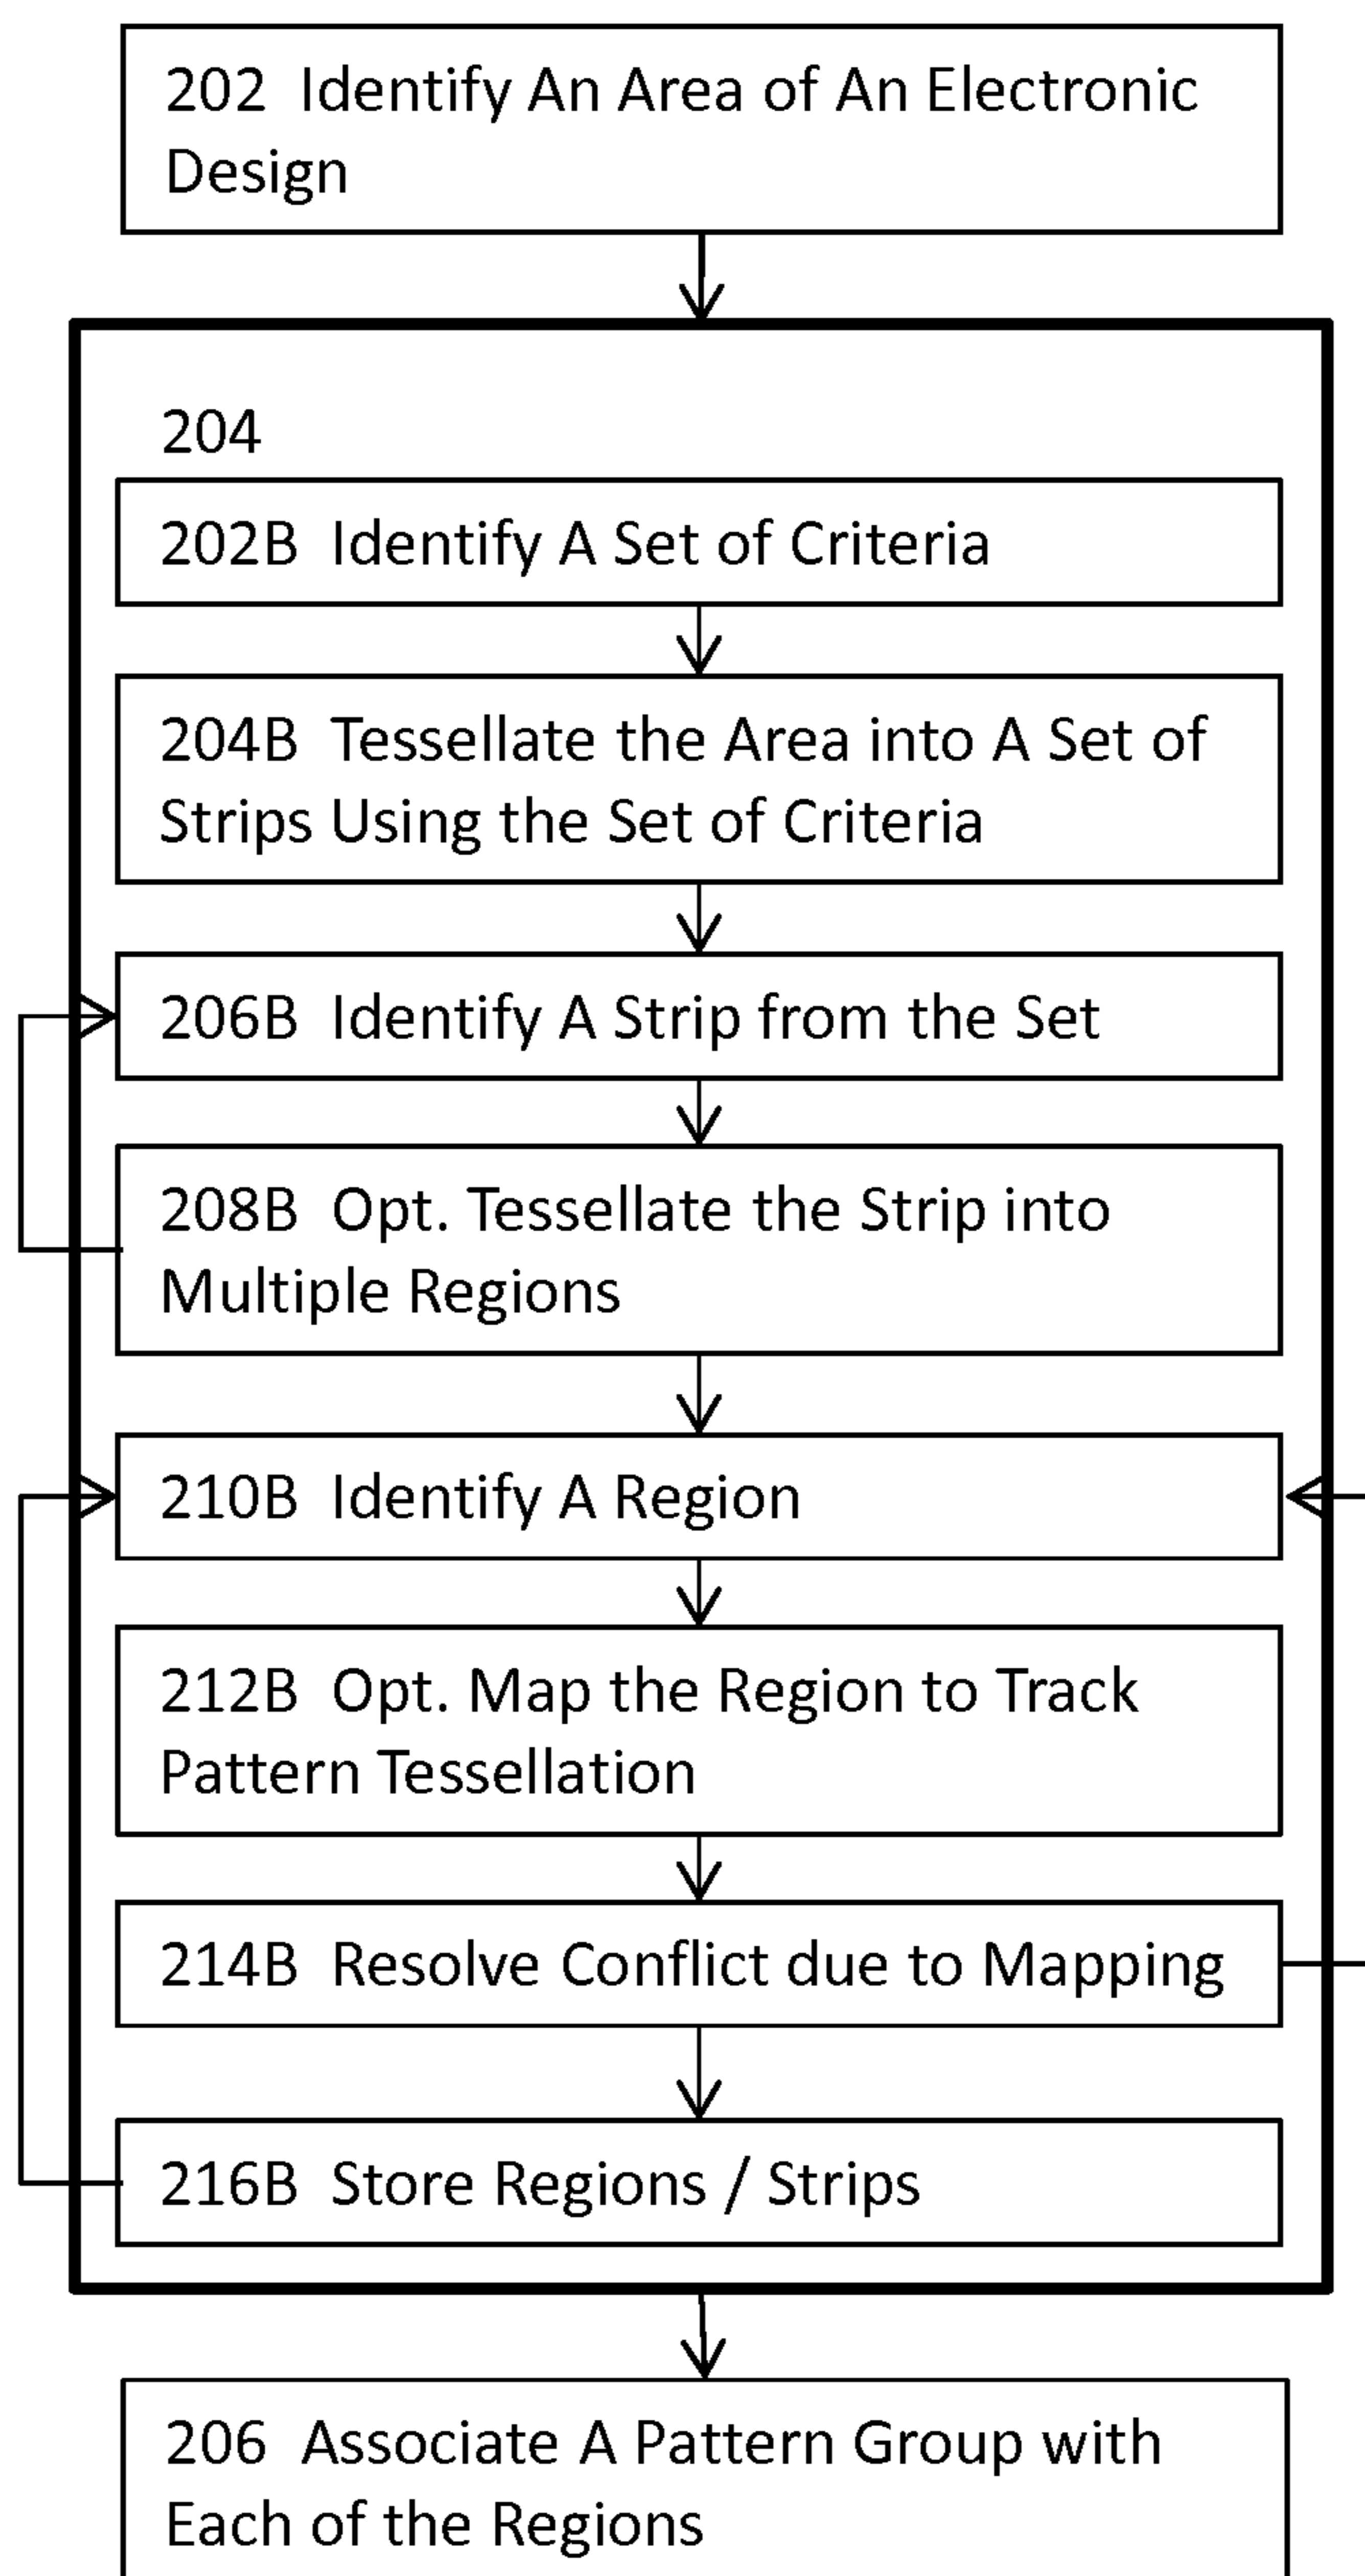 202 Identify An Area of An Electronic
Design
204
202B Identify A Set of Criteria
204B Tessellate the Area into A Set of
Strips Using the Set of Criteria
206B Identify A Strip from the Set
208B Opt. Tessellate the Strip into
Multiple Regions
210B Identify A Region
212B Opt. Map the Region to Track
Pattern Tessellation
214B Resolve Conflict due to Mapping
216B Store Regions / Strips
206 Associate A Pattern Group with
Each of the Regions